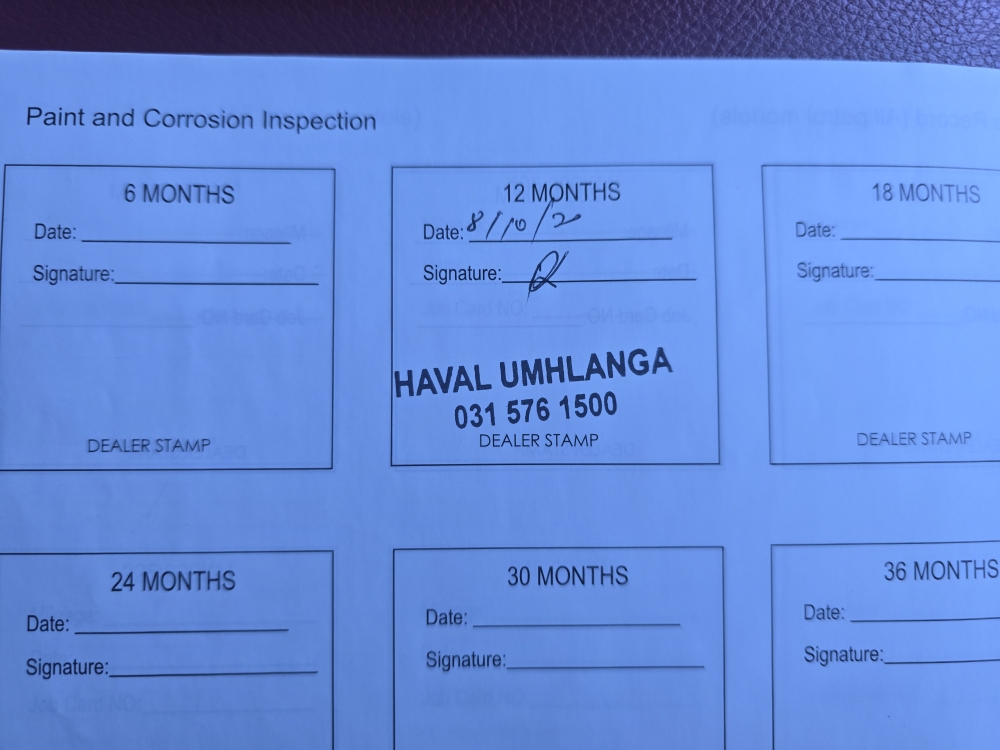 Paint and Corrosion Inspection
6 MONTHS
Date:
Signature:
DEALER STAMP
12 MONTHS
Date: 8/10/2
Signature:
HAVAL UMHLANGA
031 576 1500
DEALER STAMP
18 MONTHS
Date:
Signature:
DEALER STAMP
24 MONTHS
Date:
Signature:
30 MONTHS
Date:
Signature:
36 MONTHS
Date:
Signature: